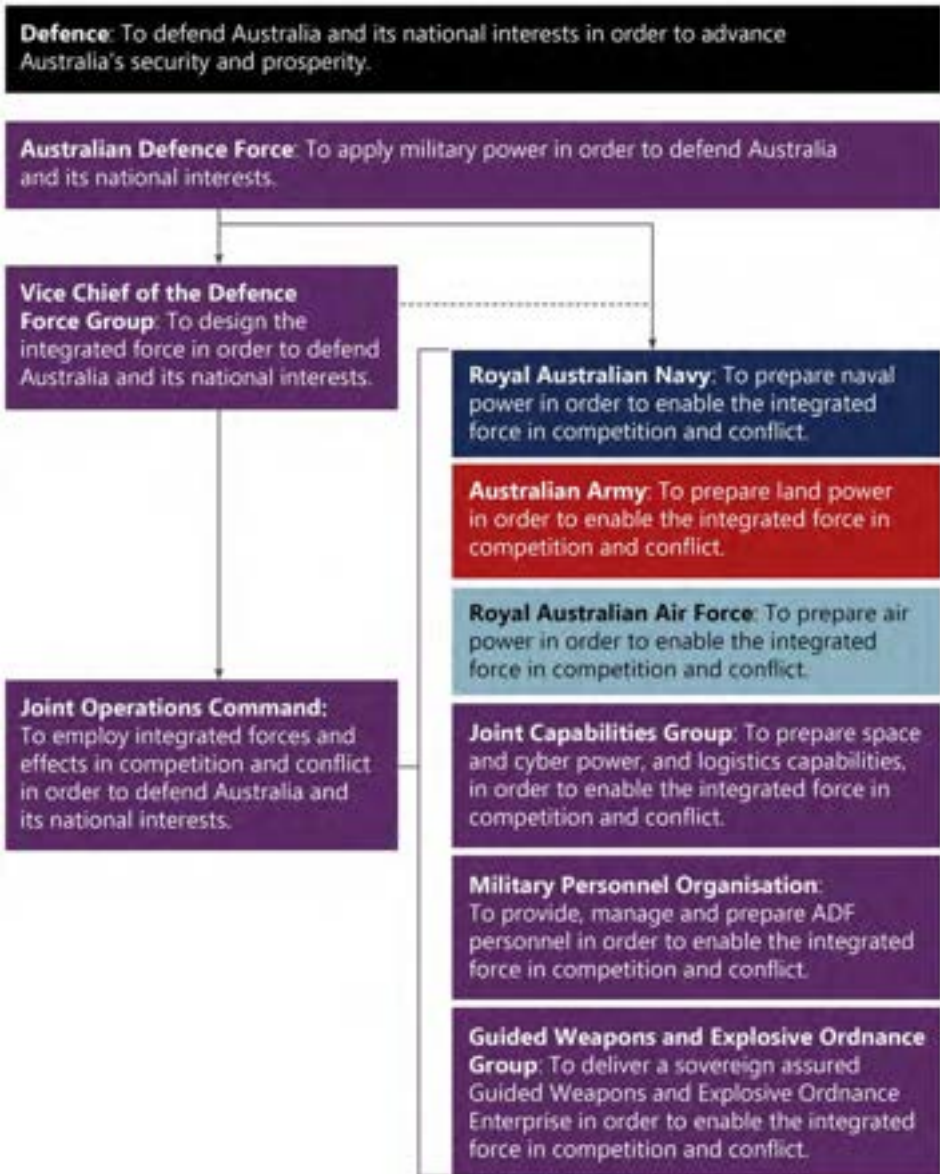 Defence: To defend Australia and its national interests in order to advance
Australia's security and prosperity.
Australian Defence Force: To apply military power in order to defend Australia
and its national interests.
Vice Chief of the Defence
Force Group: To design the
integrated force in order to defend
Australia and its national interests.
Royal Australian Navy: To prepare naval
power in order to enable the integrated
force in competition and conflict.
Australian Army: To prepare land power
in order to enable the integrated force in
competition and conflict.
Royal Australian Air Force: To prepare air
power in order to enable the integrated
force in competition and conflict.
Joint Operations Command:
To employ integrated forces and
effects in competition and conflict
in order to defend Australia and
its national interests.
Joint Capabilities Group: To prepare space
and cyber power, and logistics capabilities,
in order to enable the integrated force in
competition and conflict.
Military Personnel Organisation:
To provide, manage and prepare ADF
personnel in order to enable the integrated
force in competition and conflict.
Guided Weapons and Explosive Ordnance
Group: To deliver a sovereign assured
Guided Weapons and Explosive Ordnance
Enterprise in order to enable the integrated
force in competition and conflict.